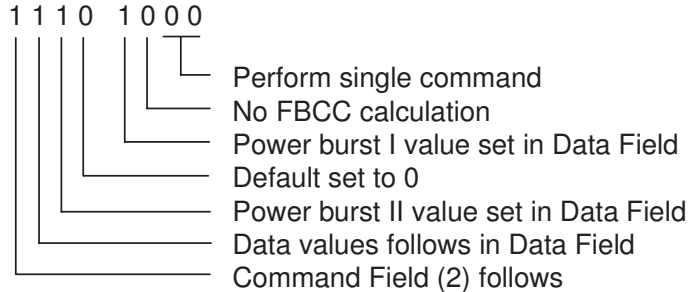 1 1 1 0 1 0 0 0
Perform single command
No FBCC calculation
Power burst I value set in Data Field
Default set to 0
Power burst II value set in Data Field
Data values follows in Data Field
Command Field (2) follows